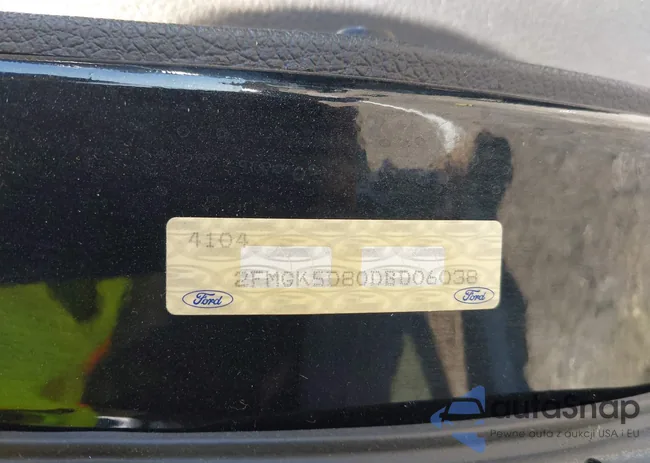 4104
2FMGK5D80DBD06038
Ford Ford
autoSnap
Pewne auto z aukcji USA i EU